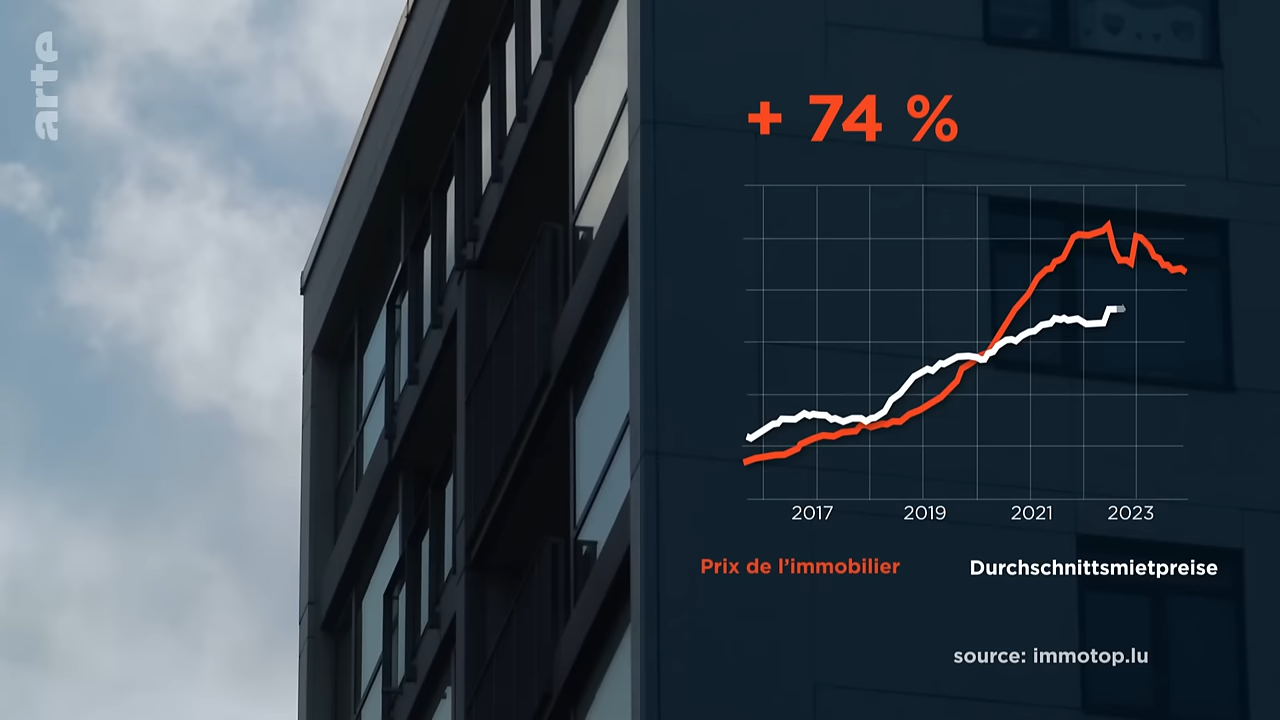 arte
+ 74 %
2017 2019 2021 2023
Prix de l'immobilier Durchschnittsmietpreise
source: immotop.lu